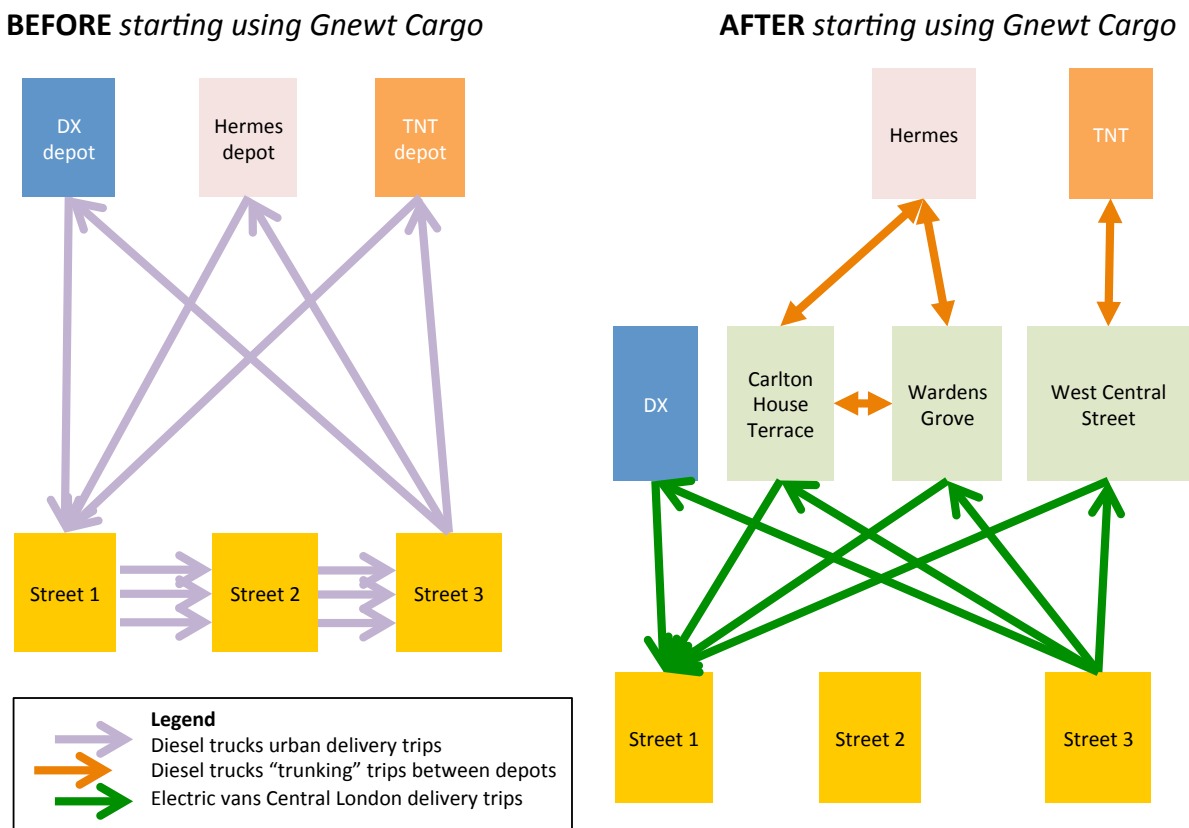 BEFORE starting using Gnewt Cargo
DX
depot
Hermes
depot
TNT
depot
Street 1
Street 2
Street 3
Legend
Diesel trucks urban delivery trips
Diesel trucks “trunking” trips between depots
Electric vans Central London delivery trips
AFTER starting using Gnewt Cargo
Hermes
TNT
DX
Carlton
House
Terrace
Wardens
Grove
West Central
Street
Street 1
Street 2
Street 3